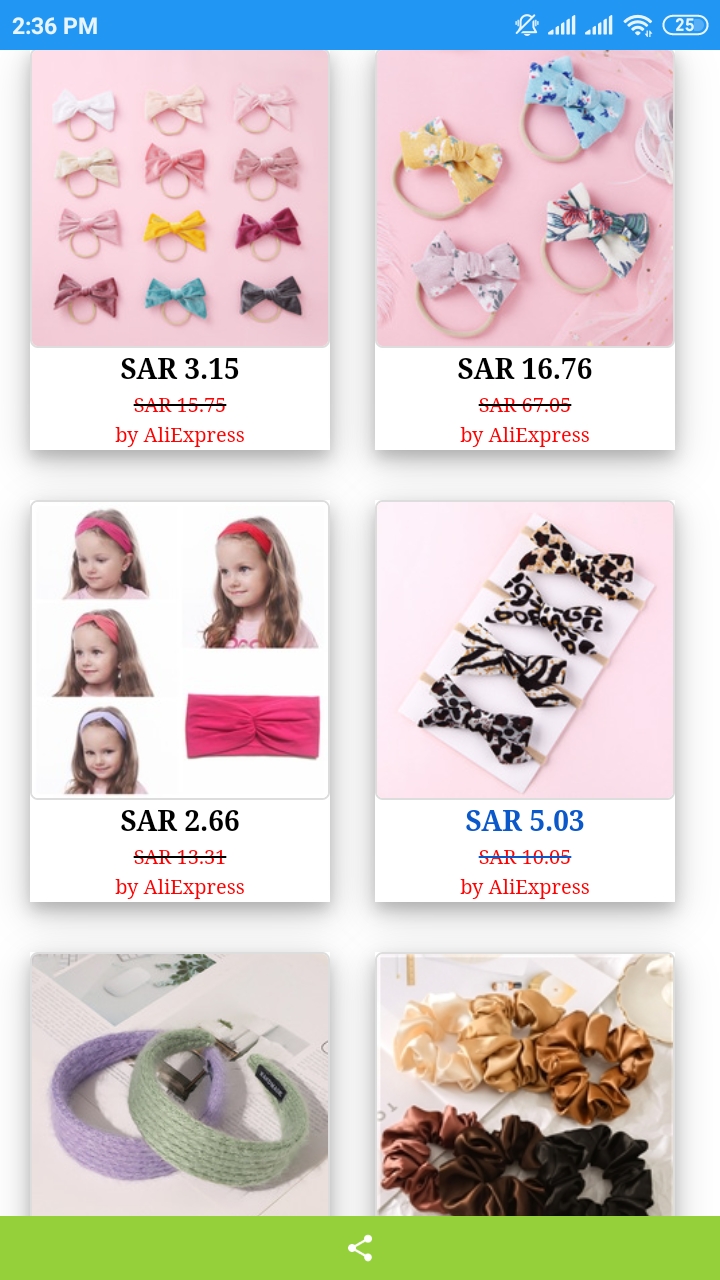 2:36 PM
25
SAR 3.15
SAR 15.75
by AliExpress
SAR 16.76
SAR 67.05
by AliExpress
SAR 2.66
SAR 13.31
by AliExpress
SAR 5.03
SAR 10.05
by AliExpress
HANDMADE